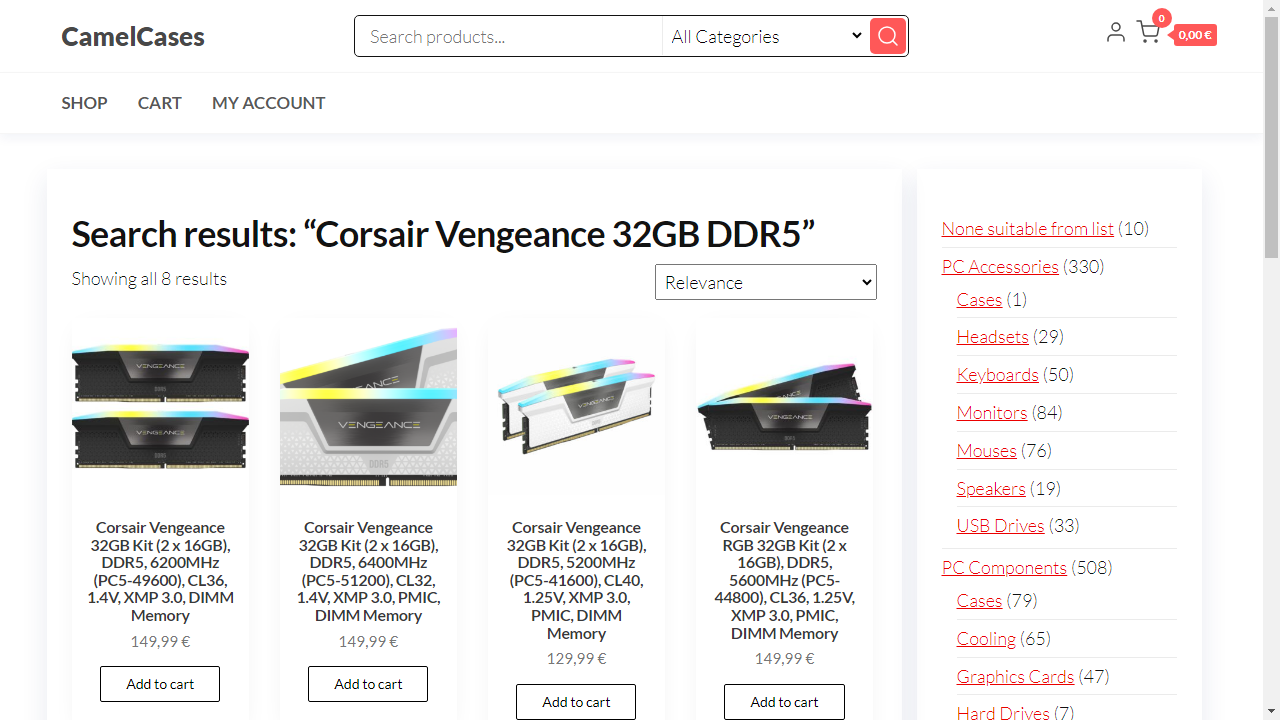 CamelCases
Search products...
All Categories
0
0,00 €
SHOP
CART
MY ACCOUNT
Search results: “Corsair Vengeance 32GB DDR5”
Showing all 8 results
Relevance
VENGEANCE
DDR5
VENGEANCE
DDR5
VENGEANCE
VENGEANCE
DDR5
VENGEANCE
VENGEANCE
Corsair Vengeance
32GB Kit (2 x 16GB),
DDR5, 6200MHz
(PC5-49600), CL36,
1.4V, XMP 3.0, DIMM
Memory
149,99 €
Add to cart
Corsair Vengeance
32GB Kit (2 x 16GB),
DDR5, 6400MHz
(PC5-51200), CL32,
1.4V, XMP 3.0, PMIC,
DIMM Memory
149,99 €
Add to cart
Corsair Vengeance
32GB Kit (2 x 16GB),
DDR5, 5200MHz
(PC5-41600), CL40,
1.25V, XMP 3.0,
PMIC, DIMM
Memory
129,99 €
Add to cart
Corsair Vengeance
RGB 32GB Kit (2 x
16GB), DDR5,
5600MHz (PC5-
44800), CL36, 1.25V,
XMP 3.0, PMIC,
DIMM Memory
149,99 €
Add to cart
None suitable from list (10)
PC Accessories (330)
Cases (1)
Headsets (29)
Keyboards (50)
Monitors (84)
Mouses (76)
Speakers (19)
USB Drives (33)
PC Components (508)
Cases (79)
Cooling (65)
Graphics Cards (47)
Hard Drives (7)